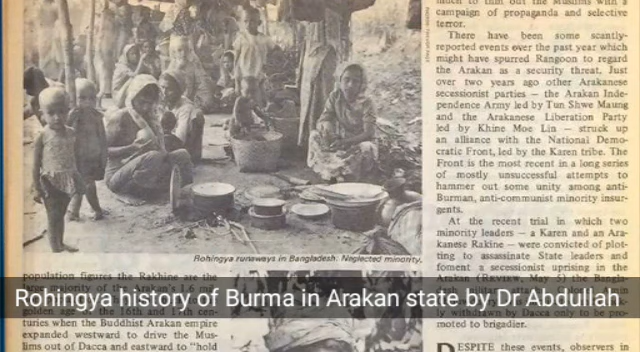 campaign of propaganda and selective
terror.
There have been some scantly-
reported events over the past year which
might have spurred Rangoon to regard
the Arakan as a security threat. Just
over two years ago other Arakanese
secessionist parties — the Arakan Inde-
pendence Army led by Tun Shwe Maung
and the Arakanese Liberation Party
led by Khine Moe Lin — struck up
an alliance with the National Demo-
cratic Front, led by the Karen tribe. The
Front is the most recent in a long series
of mostly unsuccessful attempts to
hammer out some unity among anti-
Burman, anti-communist minority insur-
gents.
At the recent trial in which two
minority leaders — a Karen and an Ara-
kanese Rakine — were convicted of plot-
ting to assassinate State leaders and
foment a secessionist uprising in the
Arakan (REVIEW, May 5) the Bangla-
by Dacca only to be pro-
moted to brigadier.
DESPITE these events, observers in
Rohingya runaways in Bangladesh: Neglected minority.
population figures the Rakhine are the
majority of the Arakan's 1.6 mil
golden age of the 16th and 17th cen-
turies when the Buddhist Arakan empire
expanded westward to drive the Mus-
lims out of Dacca and eastward to "hold
Rohingya history of Burma in Arakan state by Dr.Abdullah